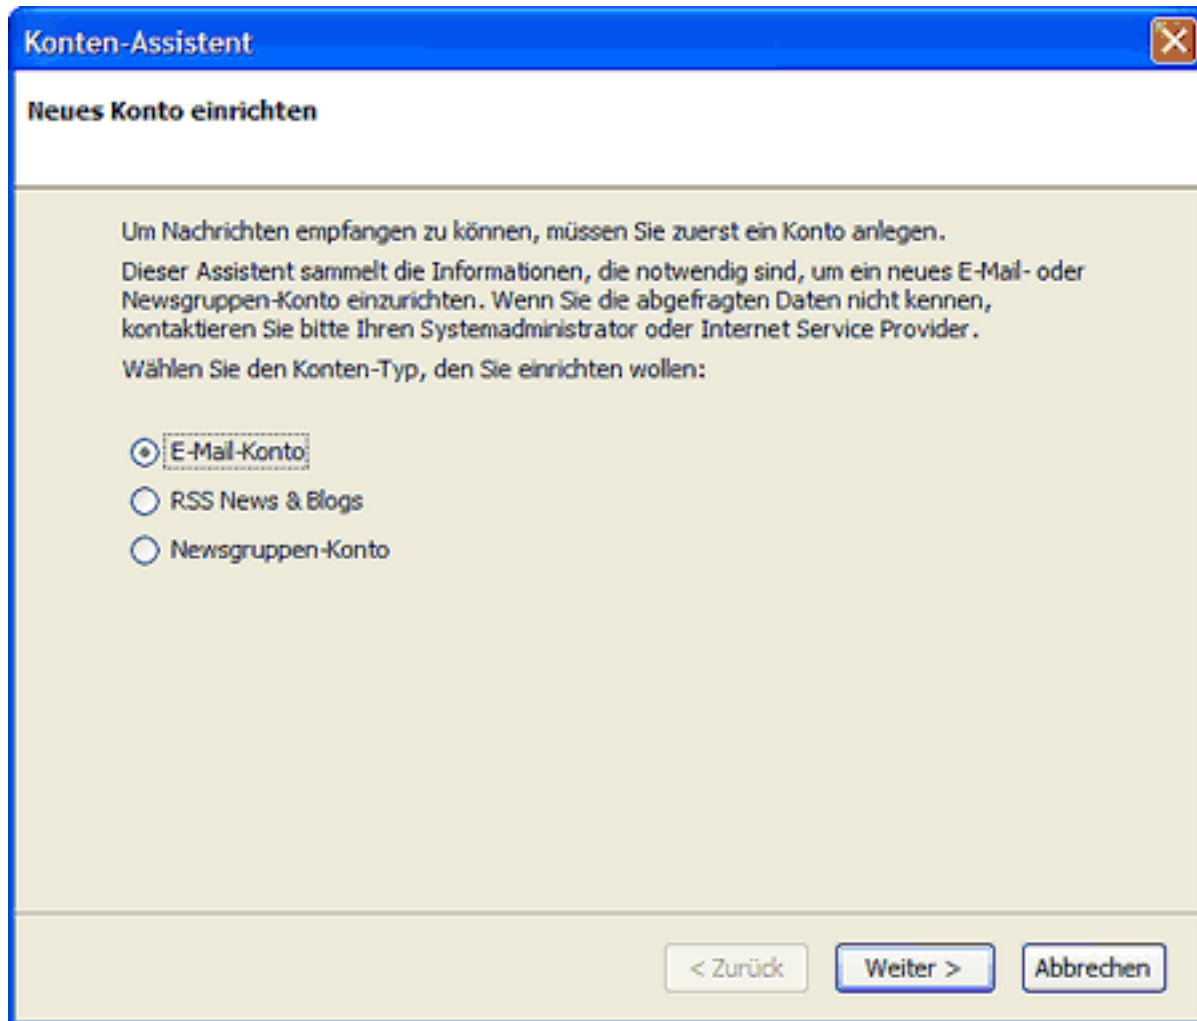 Konten-Assistent
Neues Konto einrichten
Um Nachrichten empfangen zu können, müssen Sie zuerst ein Konto anlegen.
Dieser Assistent sammelt die Informationen, die notwendig sind, um ein neues E-Mail- oder
Newsgruppen-Konto einzurichten. Wenn Sie die abgefragten Daten nicht kennen,
kontaktieren Sie bitte Ihren Systemadministrator oder Internet Service Provider.
Wählen Sie den Konten-Typ, den Sie einrichten wollen:
E-Mail-Konto
RSS News & Blogs
Newsgruppen-Konto
< Zurück Weiter > Abbrechen